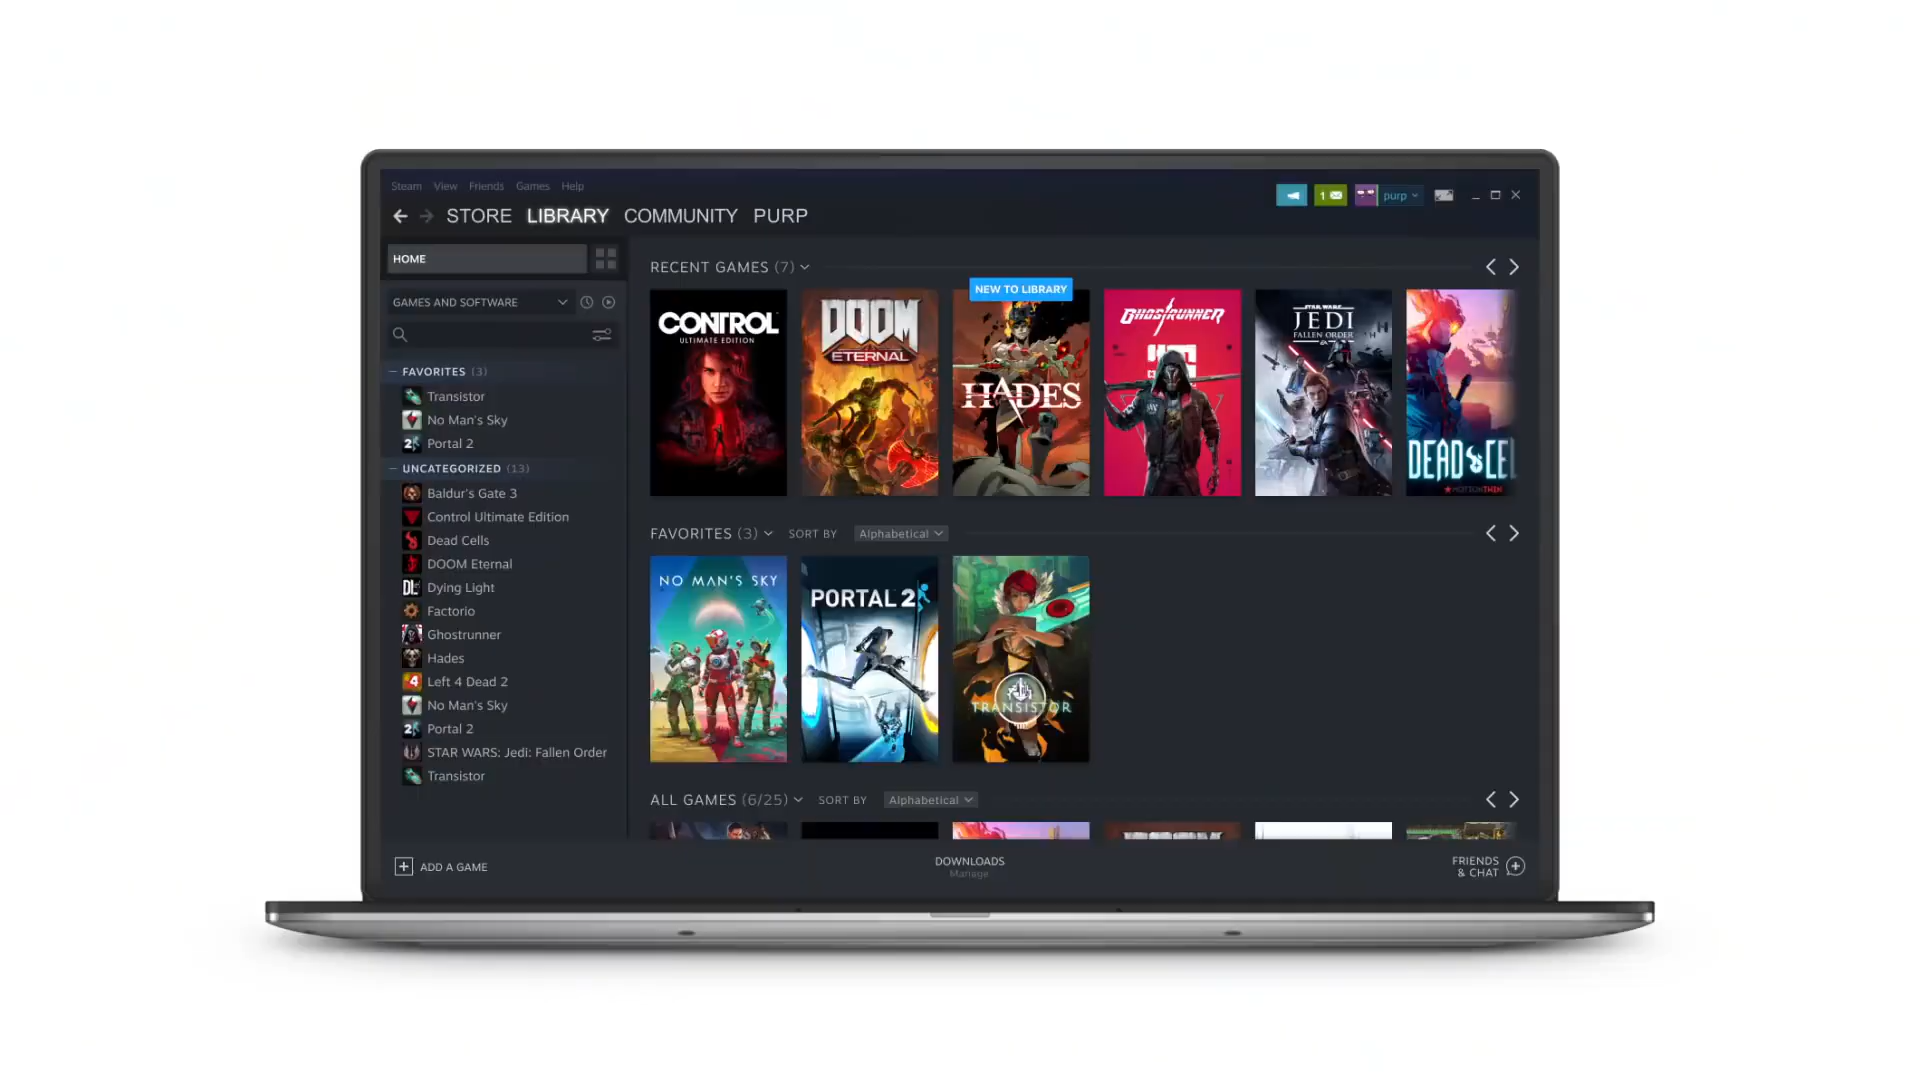 Steam View Friends Games Help
1
purp
STORE LIBRARY COMMUNITY PURP
HOME
GAMES AND SOFTWARE
FAVORITES (3)
Transistor
No Man's Sky
Portal 2
UNCATEGORIZED (13)
Baldur's Gate 3
Control Ultimate Edition
Dead Cells
DOOM Eternal
Dying Light
Factorio
Ghostrunner
Hades
Left 4 Dead 2
No Man's Sky
Portal 2
STAR WARS: Jedi: Fallen Order
Transistor
ADD A GAME
RECENT GAMES (7)
NEW TO LIBRARY
CONTROL
ULTIMATE EDITION
DOOM
ETERNAL
HADES
GHOSTRUNNER
STAR WARS
JEDI
FALLEN ORDER
DEAD CEL
FAVORITES (3) SORT BY Alphabetical
NO MAN'S SKY
PORTAL 2
TRANSISTOR
ALL GAMES (6/25) SORT BY Alphabetical
DOWNLOADS
Manage
FRIENDS
& CHAT